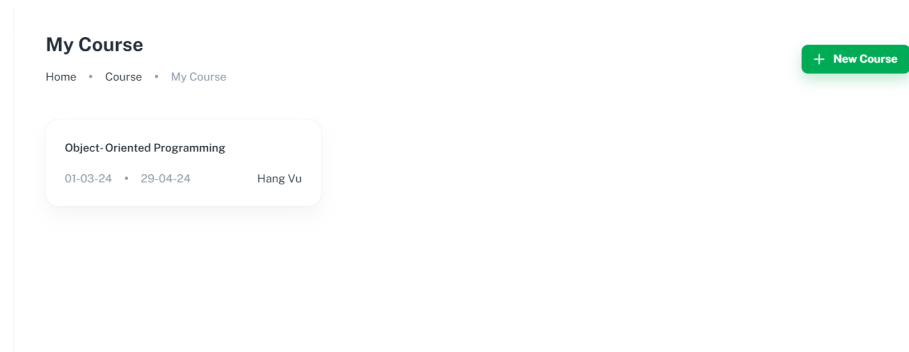 My Course
Home • Course • My Course
New Course
Object-Oriented Programming
01-03-24 • 29-04-24 Hang Vu